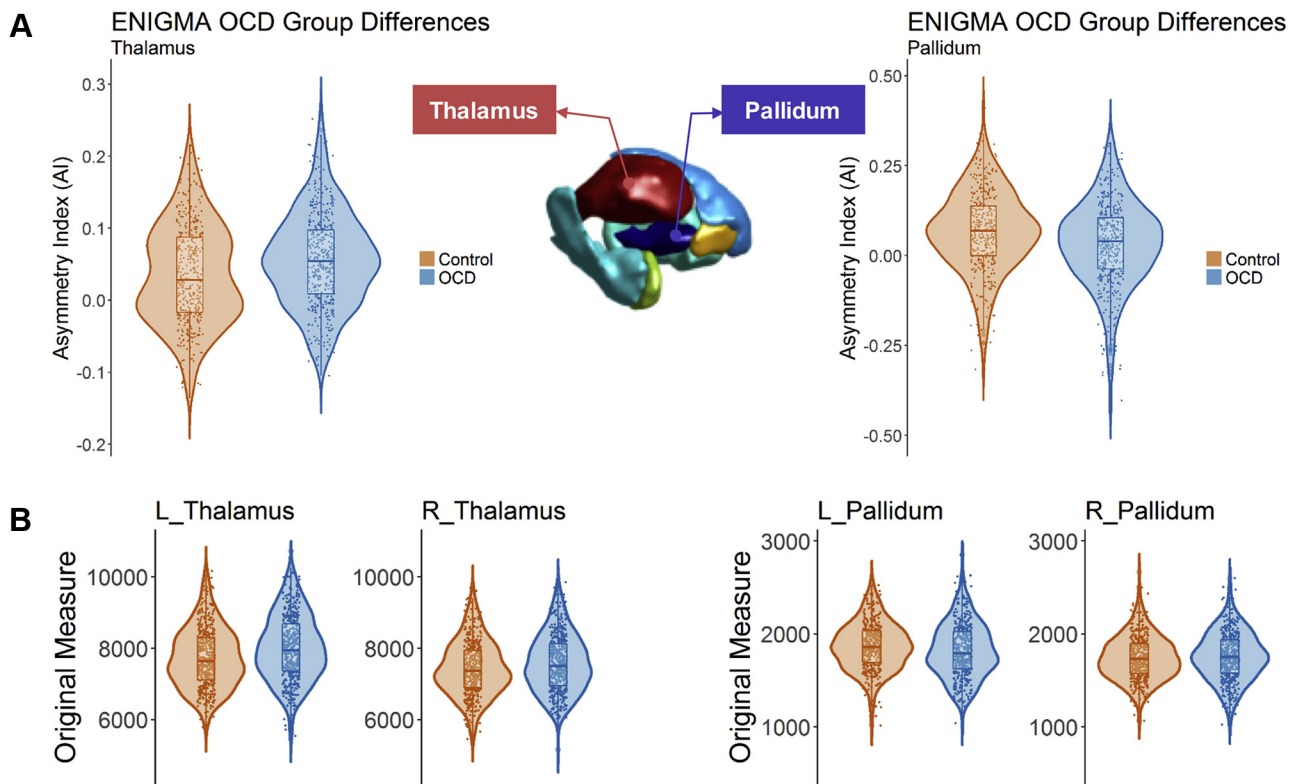 A
ENIGMA OCD Group Differences
Thalamus
Asymmetry Index (AI)
0.3
0.2
0.1
0.0
-0.1
-0.2
Control
OCD
Thalamus
Pallidum
ENIGMA OCD Group Differences
Pallidum
Asymmetry Index (AI)
0.50
0.25
0.00
-0.25
-0.50
Control
OCD
B
L_Thalamus
Original Measure
10000
8000
6000
R_Thalamus
10000
8000
6000
L_Pallidum
Original Measure
3000
2000
1000
R_Pallidum
3000
2000
1000